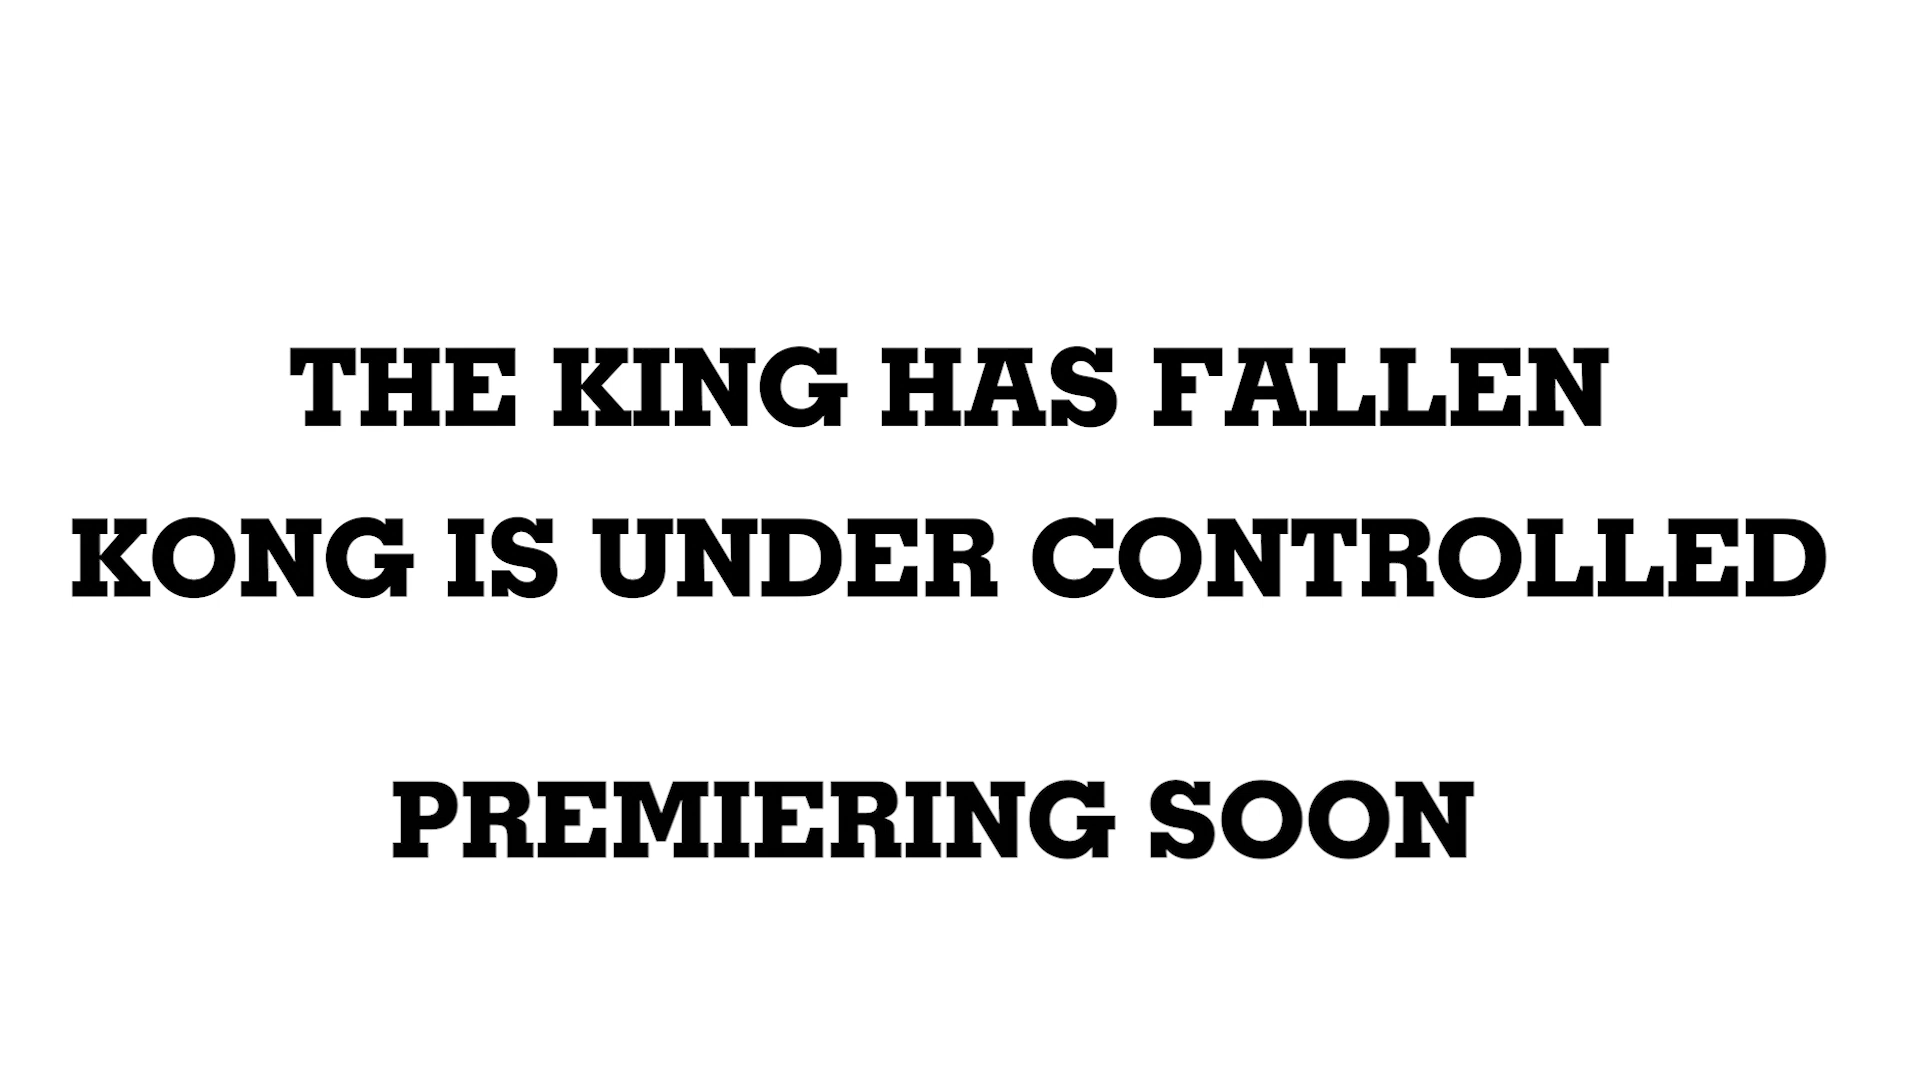 THE KING HAS FALLEN
KONG IS UNDER CONTROLLED
PREMIERING SOON